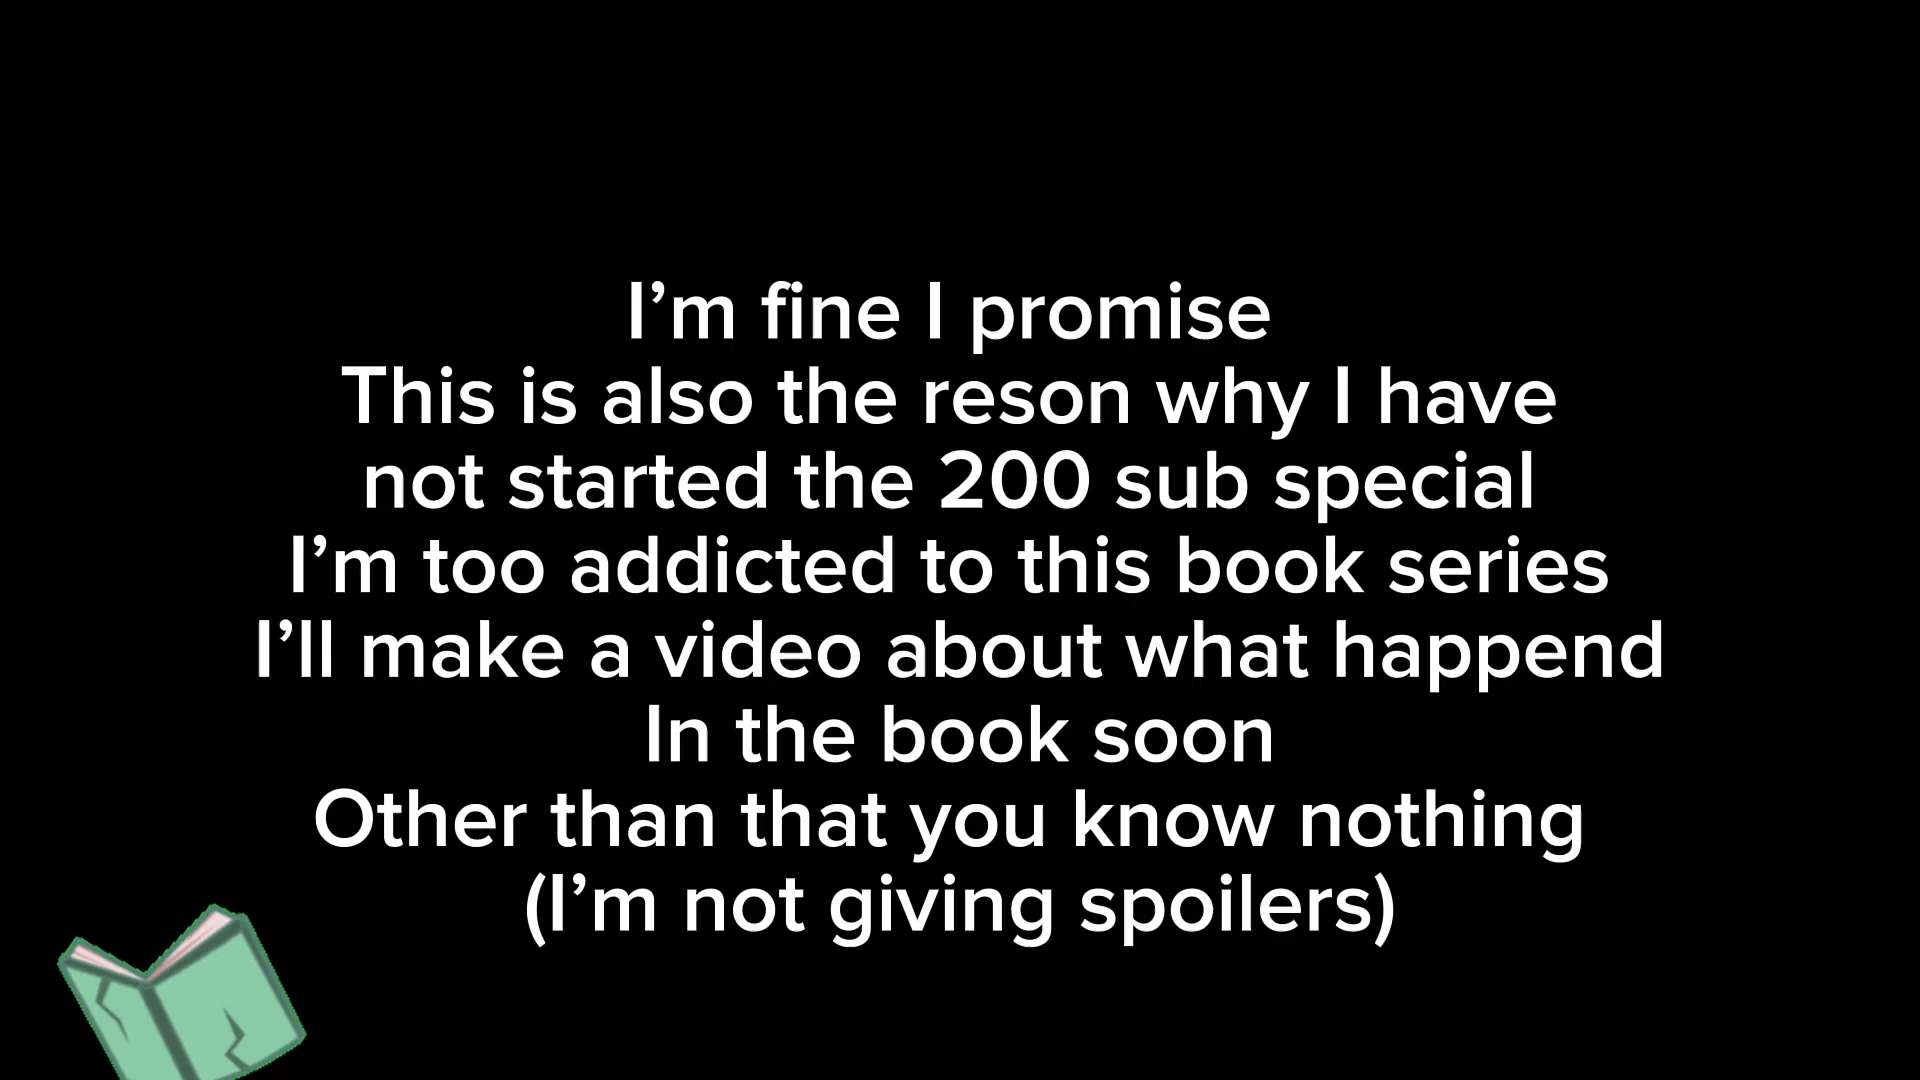 I’m fine I promise
This is also the reson why I have
not started the 200 sub special
I’m too addicted to this book series
I’ll make a video about what happend
In the book soon
Other than that you know nothing
(I’m not giving spoilers)